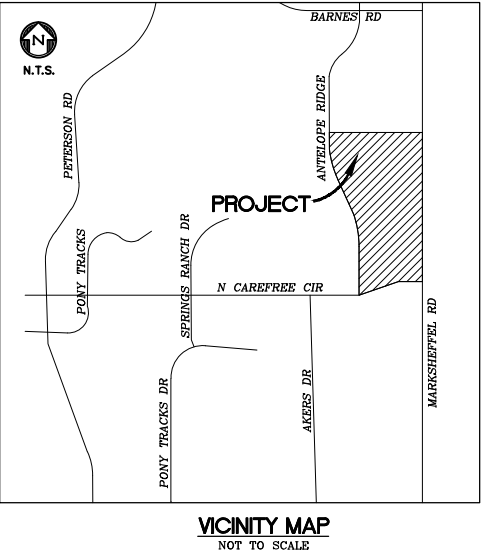 BARNES RD
N
N.T.S.
PETERSON RD
ANTELOPE RIDGE
PROJECT
PONY TRACKS
SPRINGS RANCH DR
N CAREFREE CIR
MARKSHEFFEL RD
PONY TRACKS DR
AKERS DR
VICINITY MAP
NOT TO SCALE